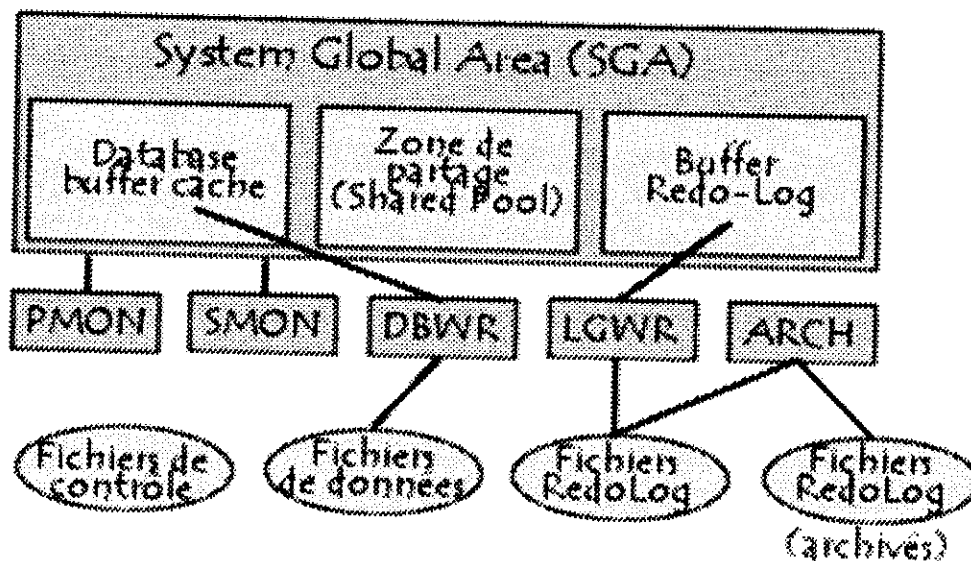 System Global Area (SGA)
Database
buffer cache
Zone de
partage
(Shared Pool)
Buffer
Redo-Log
PMON
SMON
DBWR
LGWR
ARCH
Fichiers de
contrôle
Fichiers
de données
Fichiers
RedoLog
Fichiers
RedoLog
(archivés)